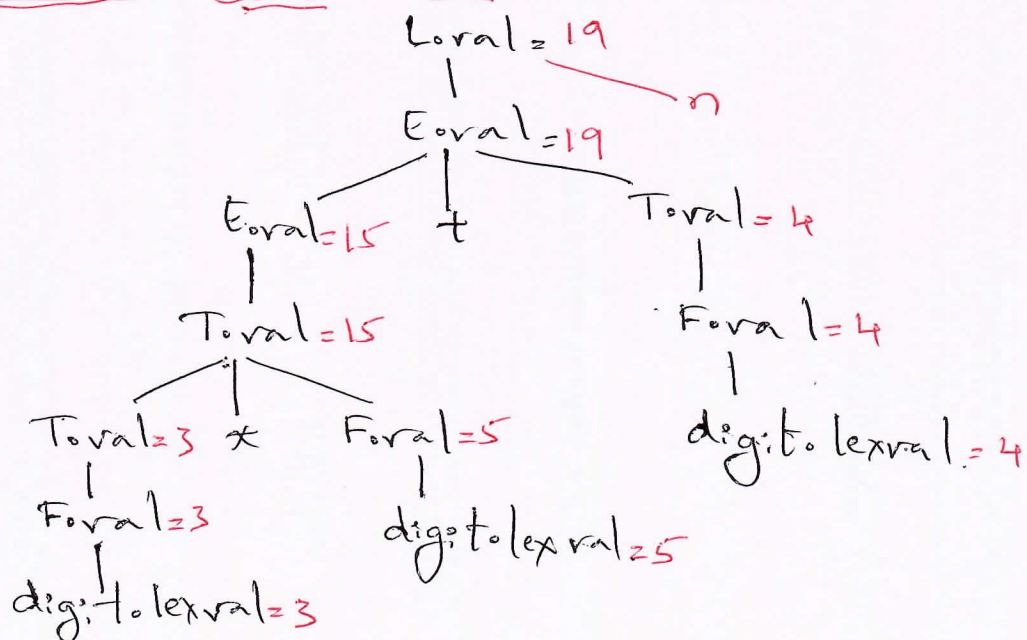 L.val = 19
n
E.val = 19
E.val = 15 + T.val = 4
T.val = 15 F.val = 4
T.val = 3 * F.val = 5 digit.lexval = 4
F.val = 3 digit.lexval = 5
digit.lexval = 3